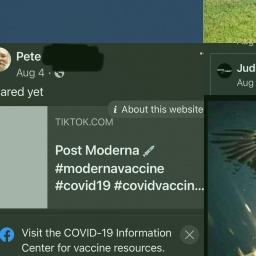 Pete
Aug 4 ·
ared yet
About this website
TIKTOK.COM
Post Moderna
#modernavaccine
#covid19 #covidvaccin...
Visit the COVID-19 Information
Center for vaccine resources.
Jud
Aug